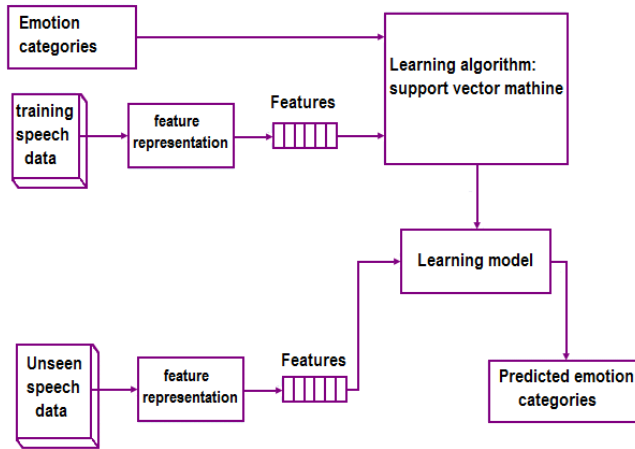 Emotion
categories
Learning algorithm:
support vector mathine
training
speech
data
feature
representation
Features
Learning model
Unseen
speech
data
feature
representation
Features
Predicted emotion
categories